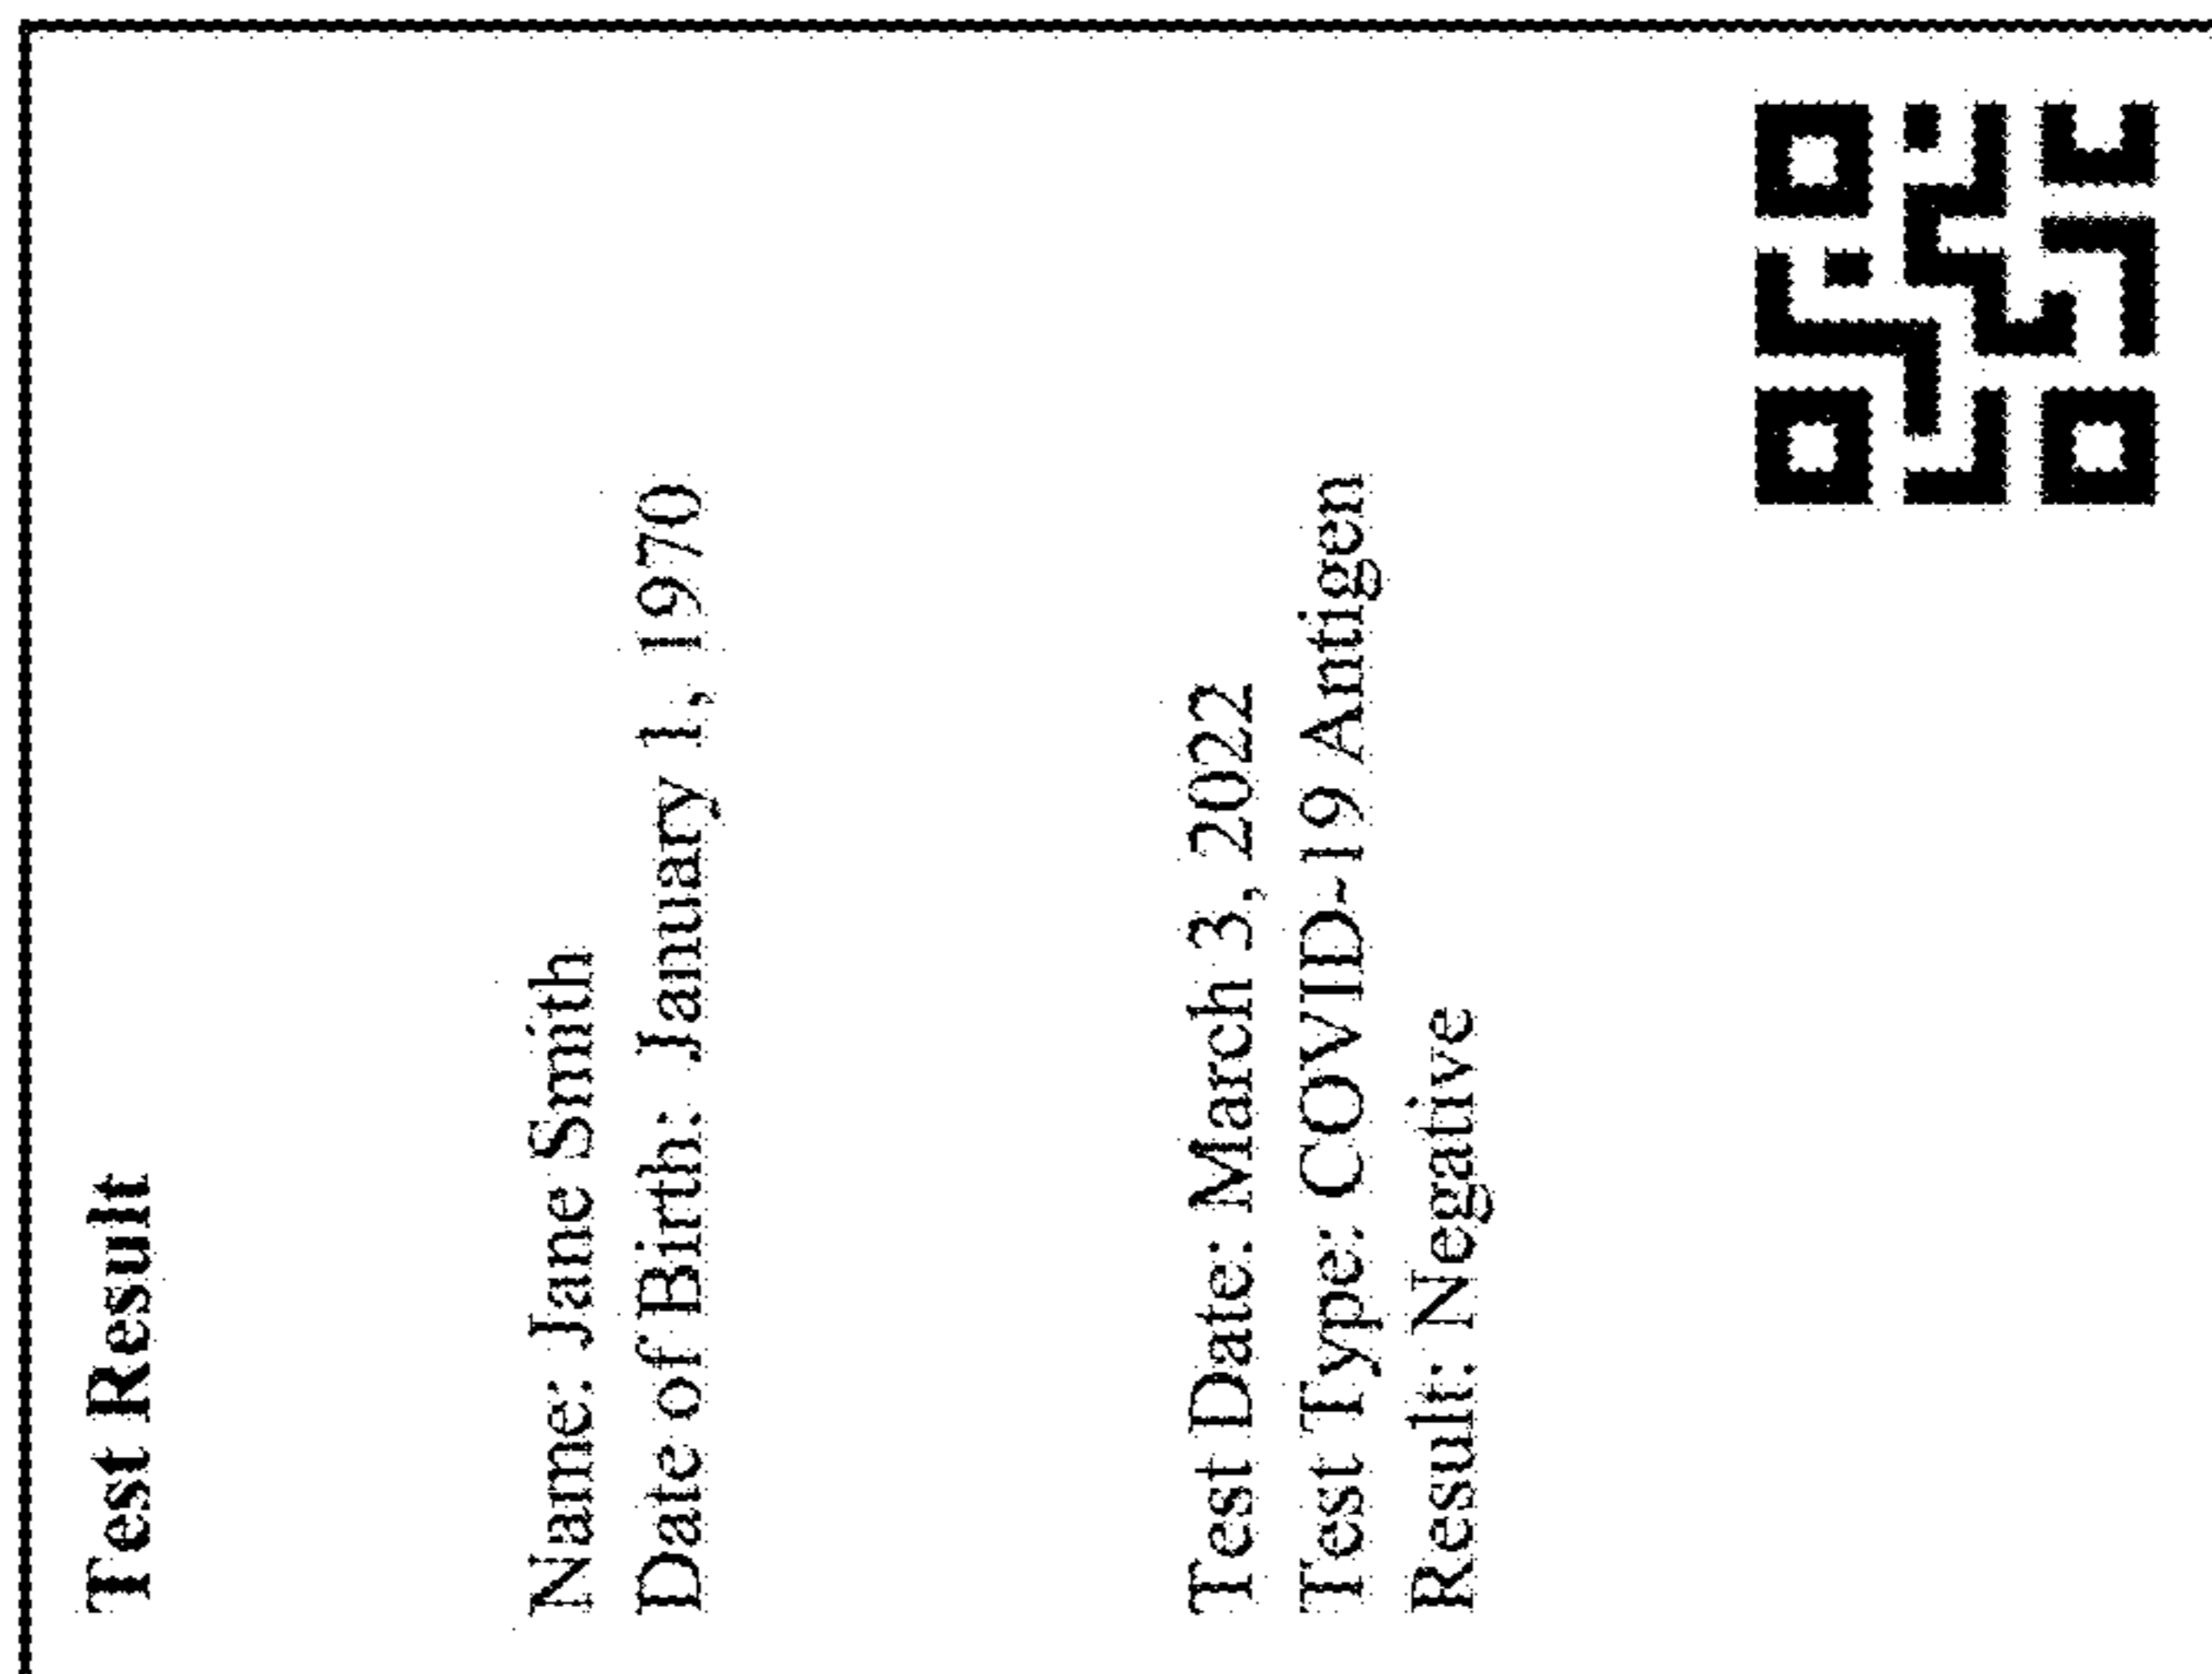 Test Result
Name: Jane Smith
Date of Birth: January 1, 1970
Test Date: March 3, 2022
Test Type: COVID-19 Antigen
Result: Negative